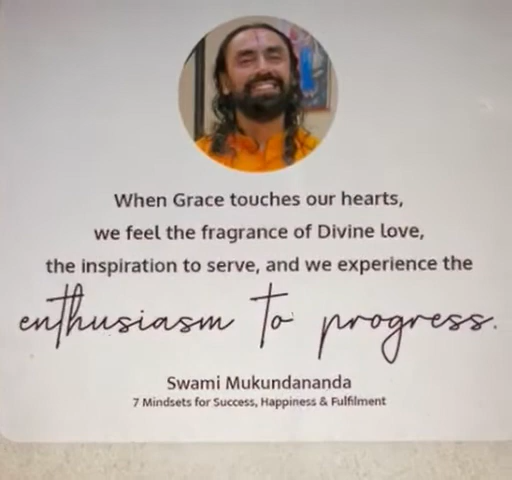 When Grace touches our hearts,
we feel the fragrance of Divine love,
the inspiration to serve, and we experience the
enthusiasm to progress.
Swami Mukundananda
7 Mindsets for Success, Happiness & Fulfilment